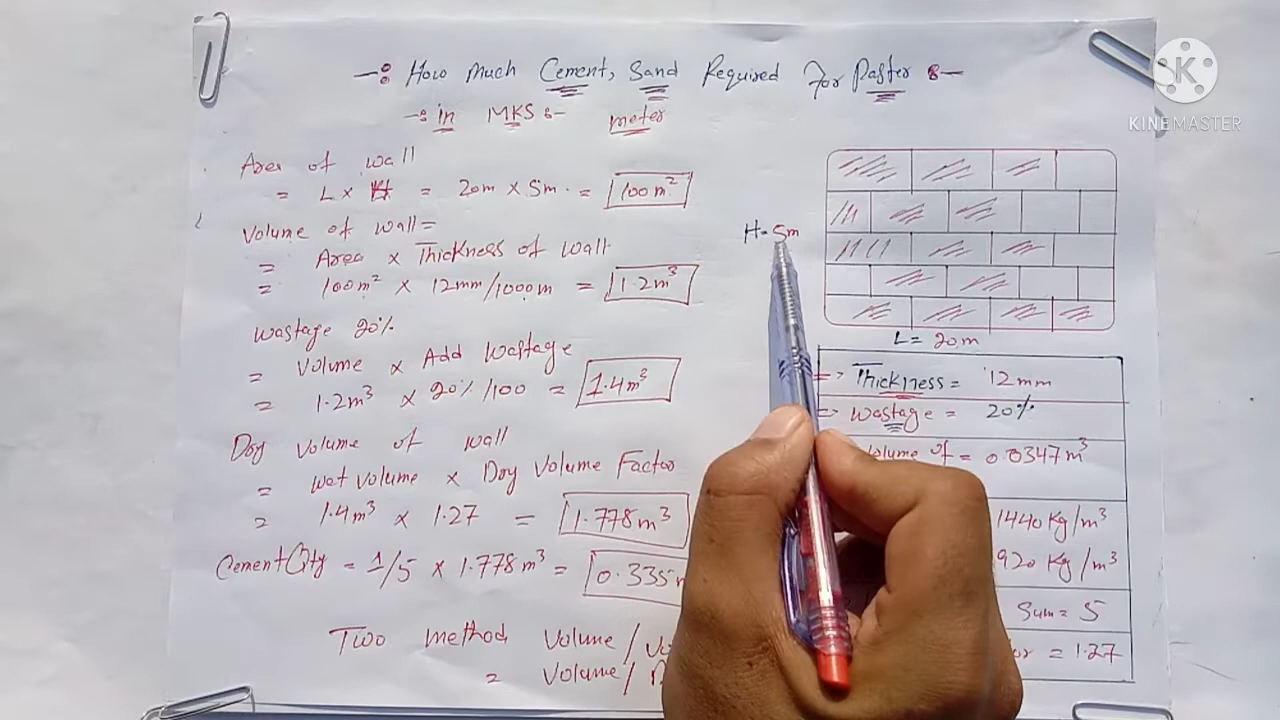 -: How Much Cement, Sand Required For Paster :-
-: in MKS :- meter
Area of wall
= L x H = 20m x 5m. = 100m²
Volume of wall=
= Area x Thickness of wall
= 100m² x 12mm/1000m = 1.2m³
Wastage 20%
= Volume x Add Wastage
= 1.2m³ x 20%/100 = 1.4m³
Dry Volume of wall
= Wet volume x Dry Volume Factor
= 1.4m³ x 1.27 = 1.778m³
Cement Qty = 1/5 x 1.778m³ = 0.335
Two method Volume/
= Volume/
H=5m
L= 20m
=> Thickness= 12mm
=> Wastage = 20%
Volume of = 0.0347m³
1440 Kg/m³
920 Kg/m³
Sum= 5
= 1.27
K
KINEMASTER